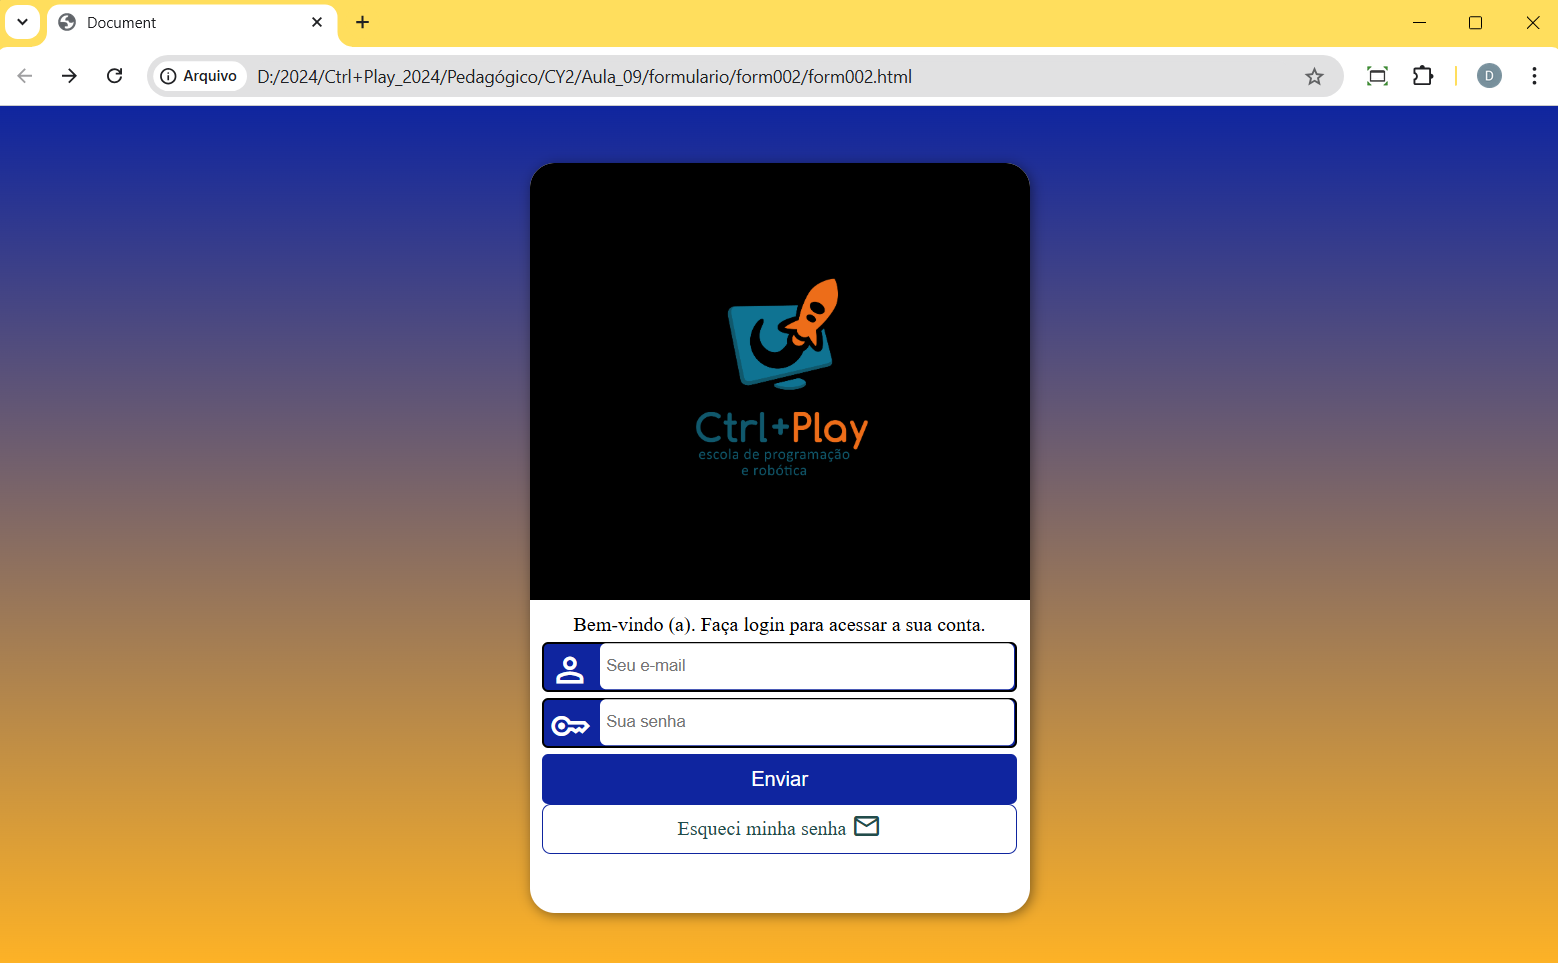 Document
Arquivo
D:/2024/Ctrl+Play_2024/Pedagógico/CY2/Aula_09/formulario/form002/form002.html
D
Ctrl+Play
escola de programação
e robótica
Bem-vindo (a). Faça login para acessar a sua conta.
Seu e-mail
Sua senha
Enviar
Esqueci minha senha